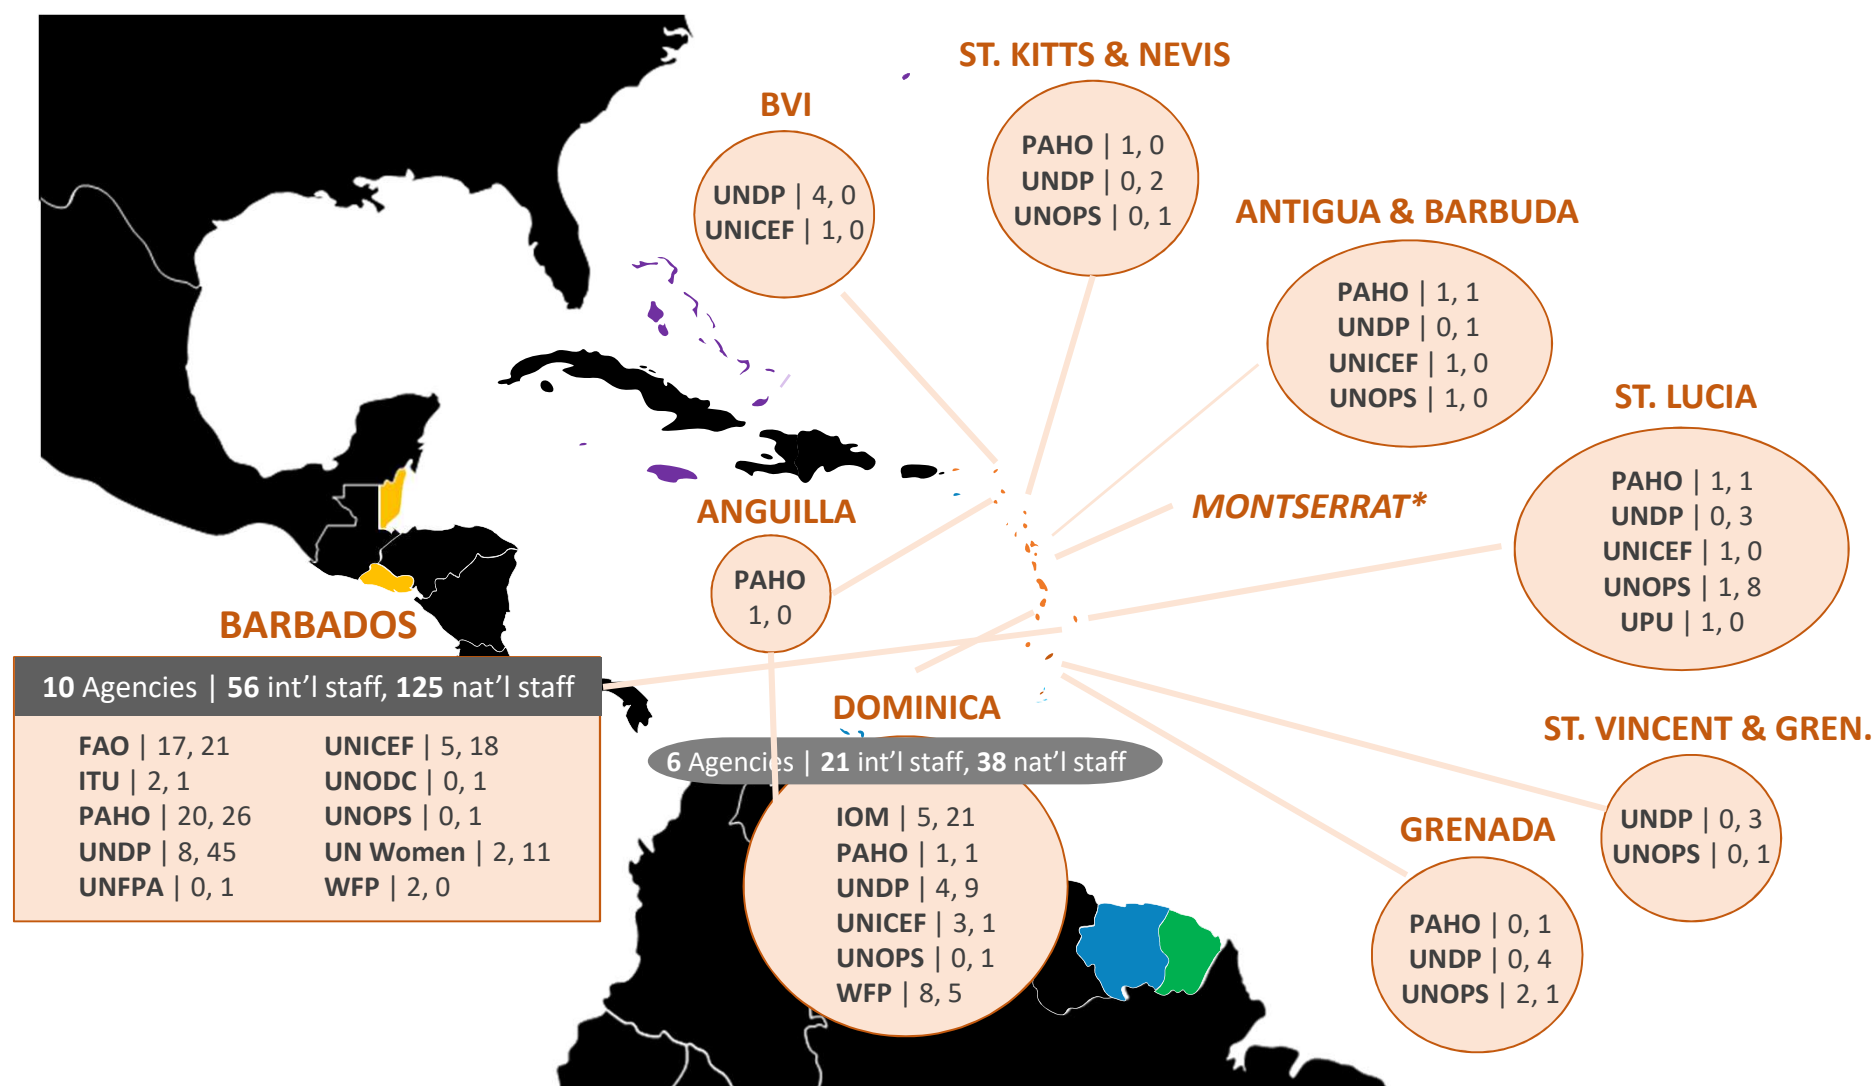 ST. KITTS & NEVIS
PAHO | 1, 0
UNDP | 0, 2
UNOPS | 0, 1
BVI
UNDP | 4, 0
UNICEF | 1, 0
ANTIGUA & BARBUDA
PAHO | 1, 1
UNDP | 0, 1
UNICEF | 1, 0
UNOPS | 1, 0
ST. LUCIA
PAHO | 1, 1
UNDP | 0, 3
UNICEF | 1, 0
UNOPS | 1, 8
UPU | 1, 0
MONTSERRAT*
ANGUILLA
PAHO
1, 0
BARBADOS
10 Agencies | 56 int'l staff, 125 nat'l staff
FAO | 17, 21
ITU | 2, 1
PAHO | 20, 26
UNDP | 8, 45
UNFPA | 0, 1
UNICEF | 5, 18
UNODC | 0, 1
UNOPS | 0, 1
UN Women | 2, 11
WFP | 2, 0
DOMINICA
6 Agencies | 21 int'l staff, 38 nat'l staff
IOM | 5, 21
PAHO | 1, 1
UNDP | 4, 9
UNICEF | 3, 1
UNOPS | 0, 1
WFP | 8, 5
ST. VINCENT & GREN.
UNDP | 0, 3
UNOPS | 0, 1
GRENADA
PAHO | 0, 1
UNDP | 0, 4
UNOPS | 2, 1